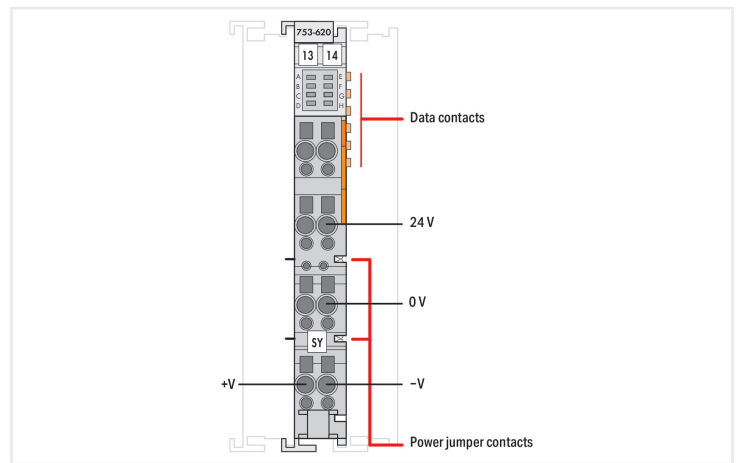 753-620
13 14
A E
B F
C G
D H
Data contacts
24 V
0 V
SY
+V
−V
Power jumper contacts